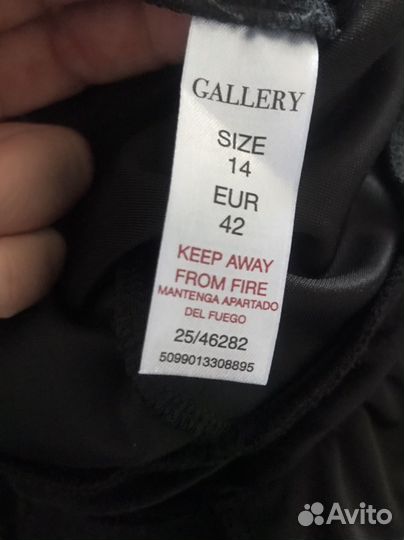 GALLERY
SIZE
14
EUR
42
KEEP AWAY
FROM FIRE
MANTENGA APARTADO
DEL FUEGO
25/46282
5099013308895
Avito